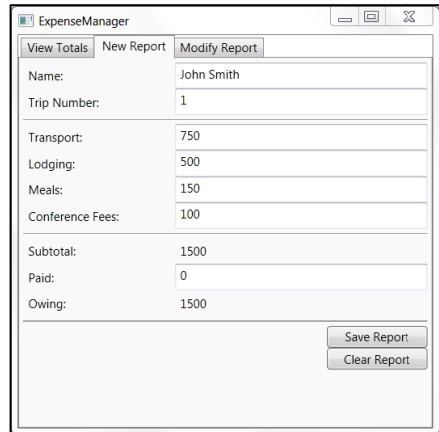 ExpenseManager
View Totals New Report Modify Report
Name: John Smith
Trip Number: 1
Transport: 750
Lodging: 500
Meals: 150
Conference Fees: 100
Subtotal: 1500
Paid: 0
Owing: 1500
Save Report
Clear Report